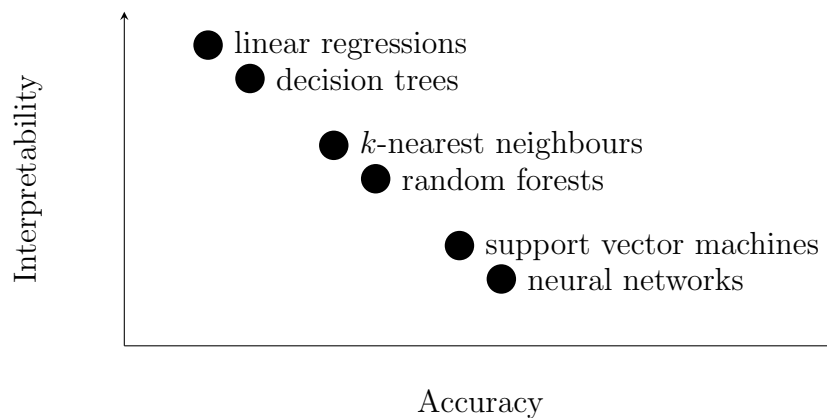 Interpretability
linear regressions
decision trees
k-nearest neighbours
random forests
support vector machines
neural networks
Accuracy